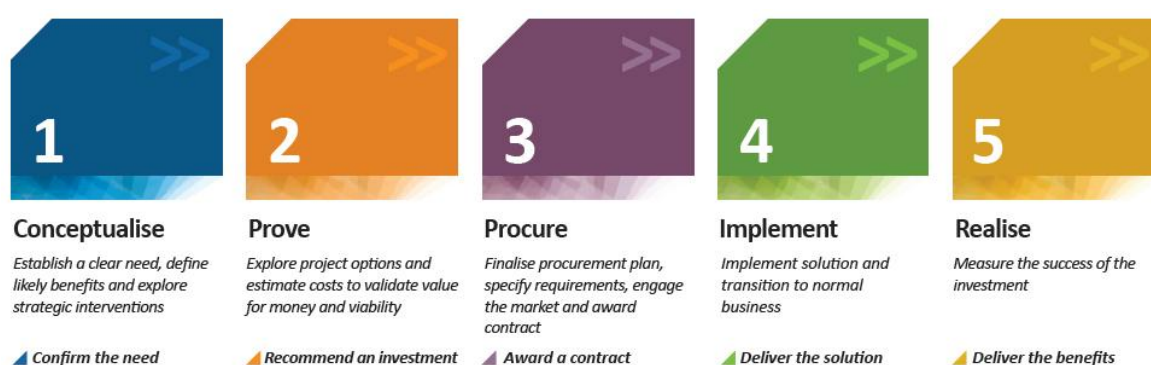 >>
>>
>>
>>
>>
1
2
3
4
5
Conceptualise
Establish a clear need, define
likely benefits and explore
strategic interventions
Confirm the need
Prove
Explore project options and
estimate costs to validate value
for money and viability
Recommend an investment
Procure
Finalise procurement plan,
specify requirements, engage
the market and award
contract
Award a contract
Implement
Implement solution and
transition to normal
business
Deliver the solution
Realise
Measure the success of the
investment
Deliver the benefits